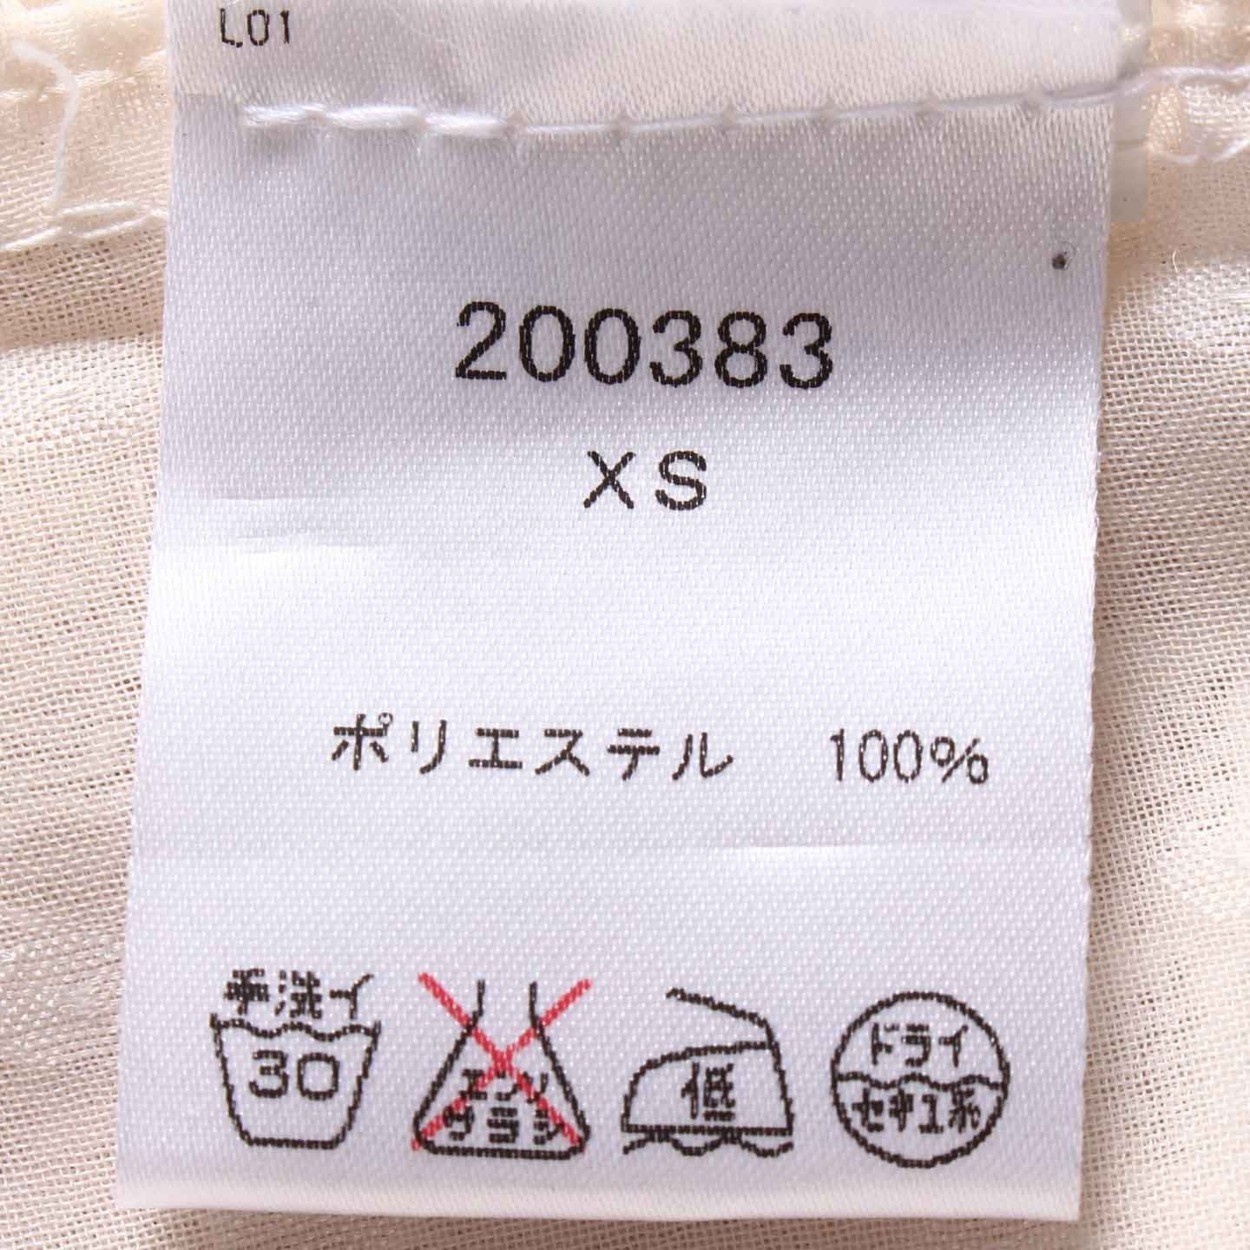 L01
200383
XS
ポリエステル 100%
手洗イ
30
エンソ
サラシ
低
ドライ
セキユ系